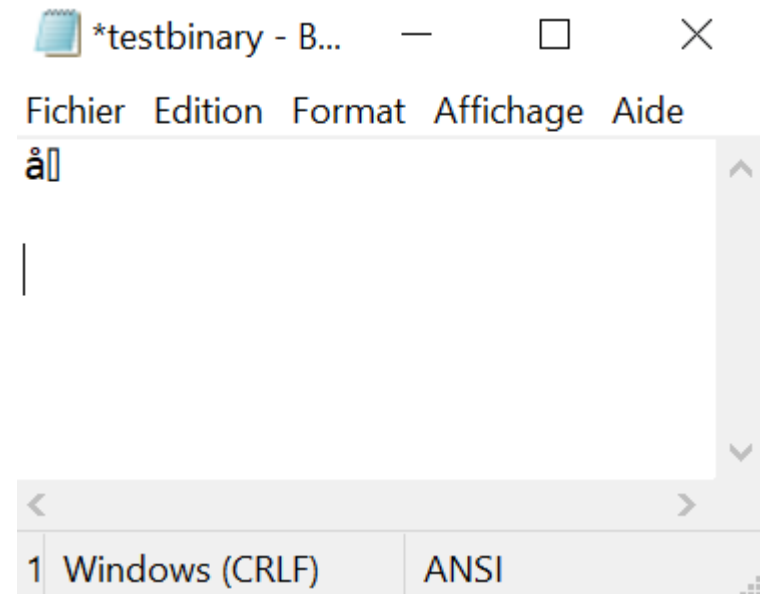 *testbinary - B...
Fichier Edition Format Affichage Aide
å▯
1 Windows (CRLF) ANSI